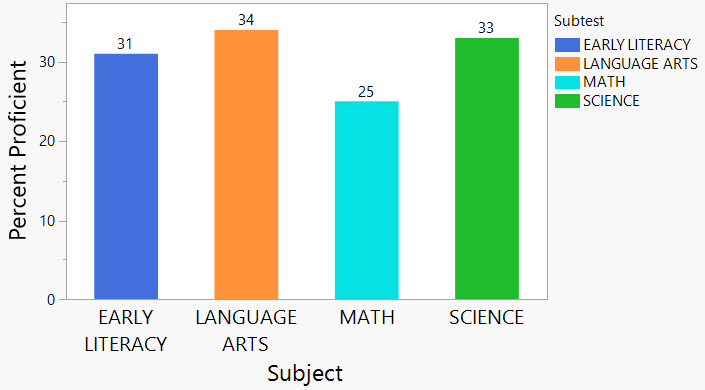 31
34
25
33
30
20
10
0
Percent Proficient
EARLY
LITERACY
LANGUAGE
ARTS
MATH
SCIENCE
Subject
Subtest
EARLY LITERACY
LANGUAGE ARTS
MATH
SCIENCE